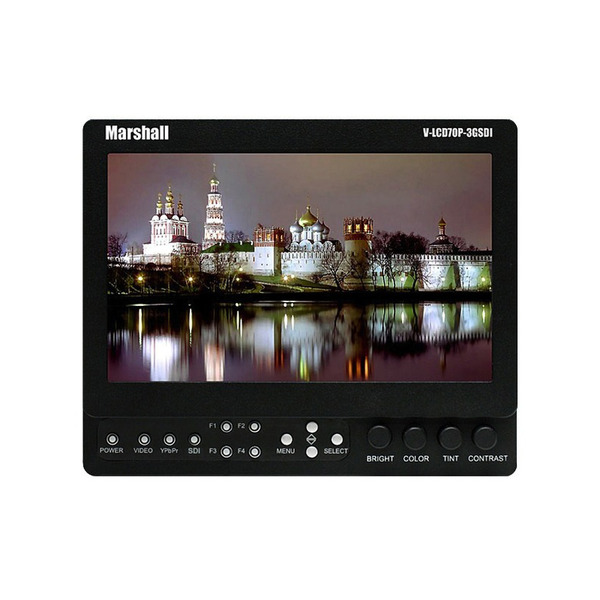 Marshall V-LCD70P-3GSDI
F1 F2
POWER VIDEO YPbPr SDI F3 F4 MENU SELECT
BRIGHT COLOR TINT CONTRAST